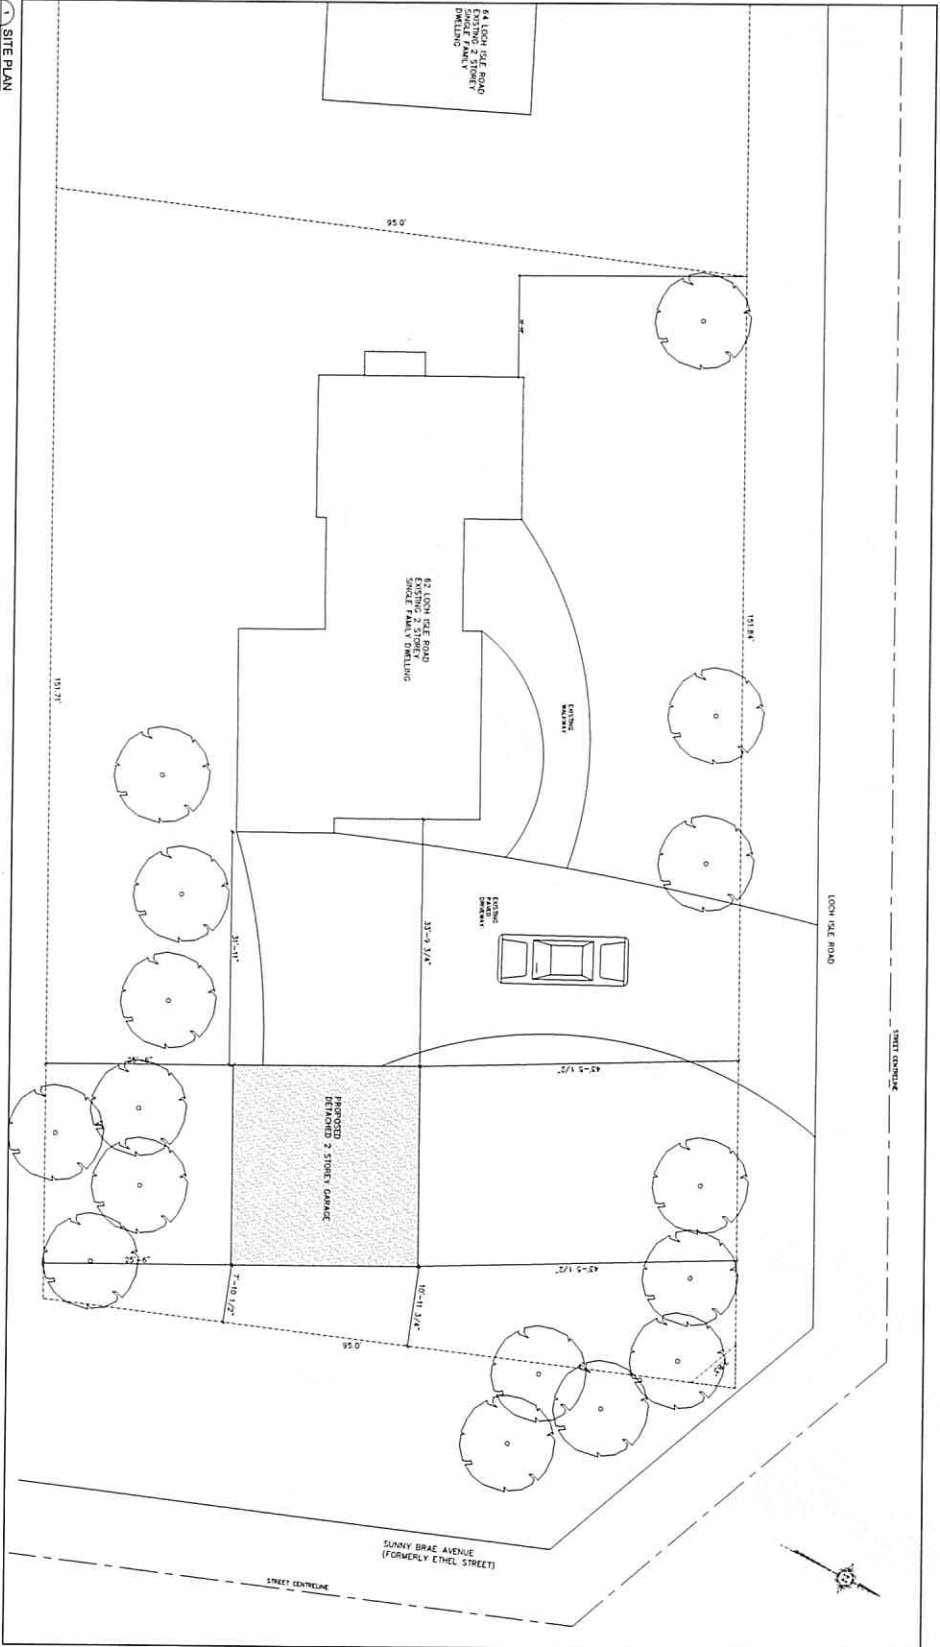 64 LOCH ISLE ROAD
EXISTING 2 STOREY
SINGLE FAMILY
DWELLING
1
SITE PLAN
95.0'
62 LOCH ISLE ROAD
EXISTING 2 STOREY
SINGLE FAMILY DWELLING
151.84'
151.71'
EXISTING
WALKWAY
EXISTING
PAVED
DRIVEWAY
LOCH ISLE ROAD
STREET CENTRELINE
31'-11"
33'-9 3/4"
25'-6"
45'-5 1/2"
PROPOSED
DETACHED 2 STOREY GARAGE
25'-6"
45'-5 1/2"
7'-10 1/2"
10'-11 3/4"
95.0'
SUNNY BRAE AVENUE
(FORMERLY ETHEL STREET)
STREET CENTRELINE